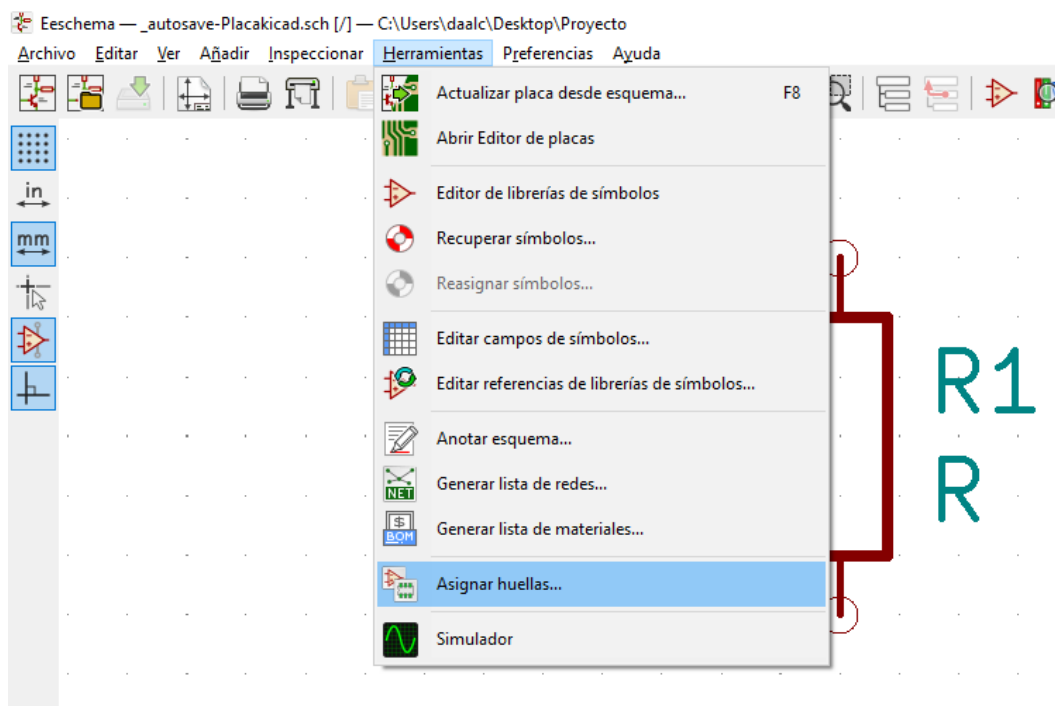 Eeschema — _autosave-Placakicad.sch [/] — C:\Users\daalc\Desktop\Proyecto
Archivo Editar Ver Añadir Inspeccionar Herramientas Preferencias Ayuda
Actualizar placa desde esquema... F8
Abrir Editor de placas
in
Editor de librerías de símbolos
mm
Recuperar símbolos...
Reasignar símbolos...
Editar campos de símbolos...
Editar referencias de librerías de símbolos...
R1
Anotar esquema...
NET
Generar lista de redes...
R
$
BOM
Generar lista de materiales...
Asignar huellas...
Simulador